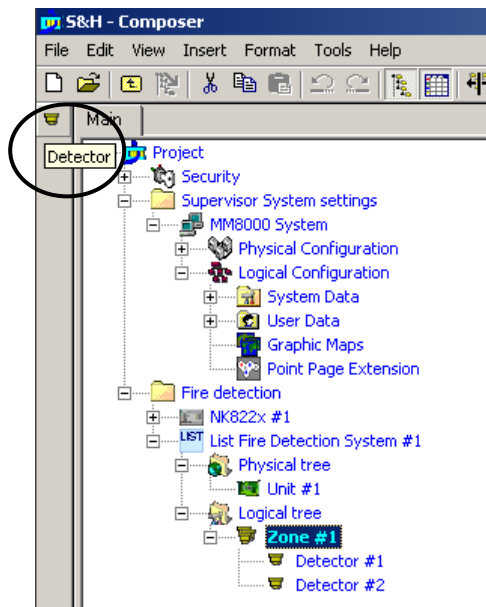 S&H - Composer
File Edit View Insert Format Tools Help
Main
Detector
Project
Security
Supervisor System settings
MM8000 System
Physical Configuration
Logical Configuration
System Data
User Data
Graphic Maps
Point Page Extension
Fire detection
NK822x #1
LIST List Fire Detection System #1
Physical tree
Unit #1
Logical tree
Zone #1
Detector #1
Detector #2